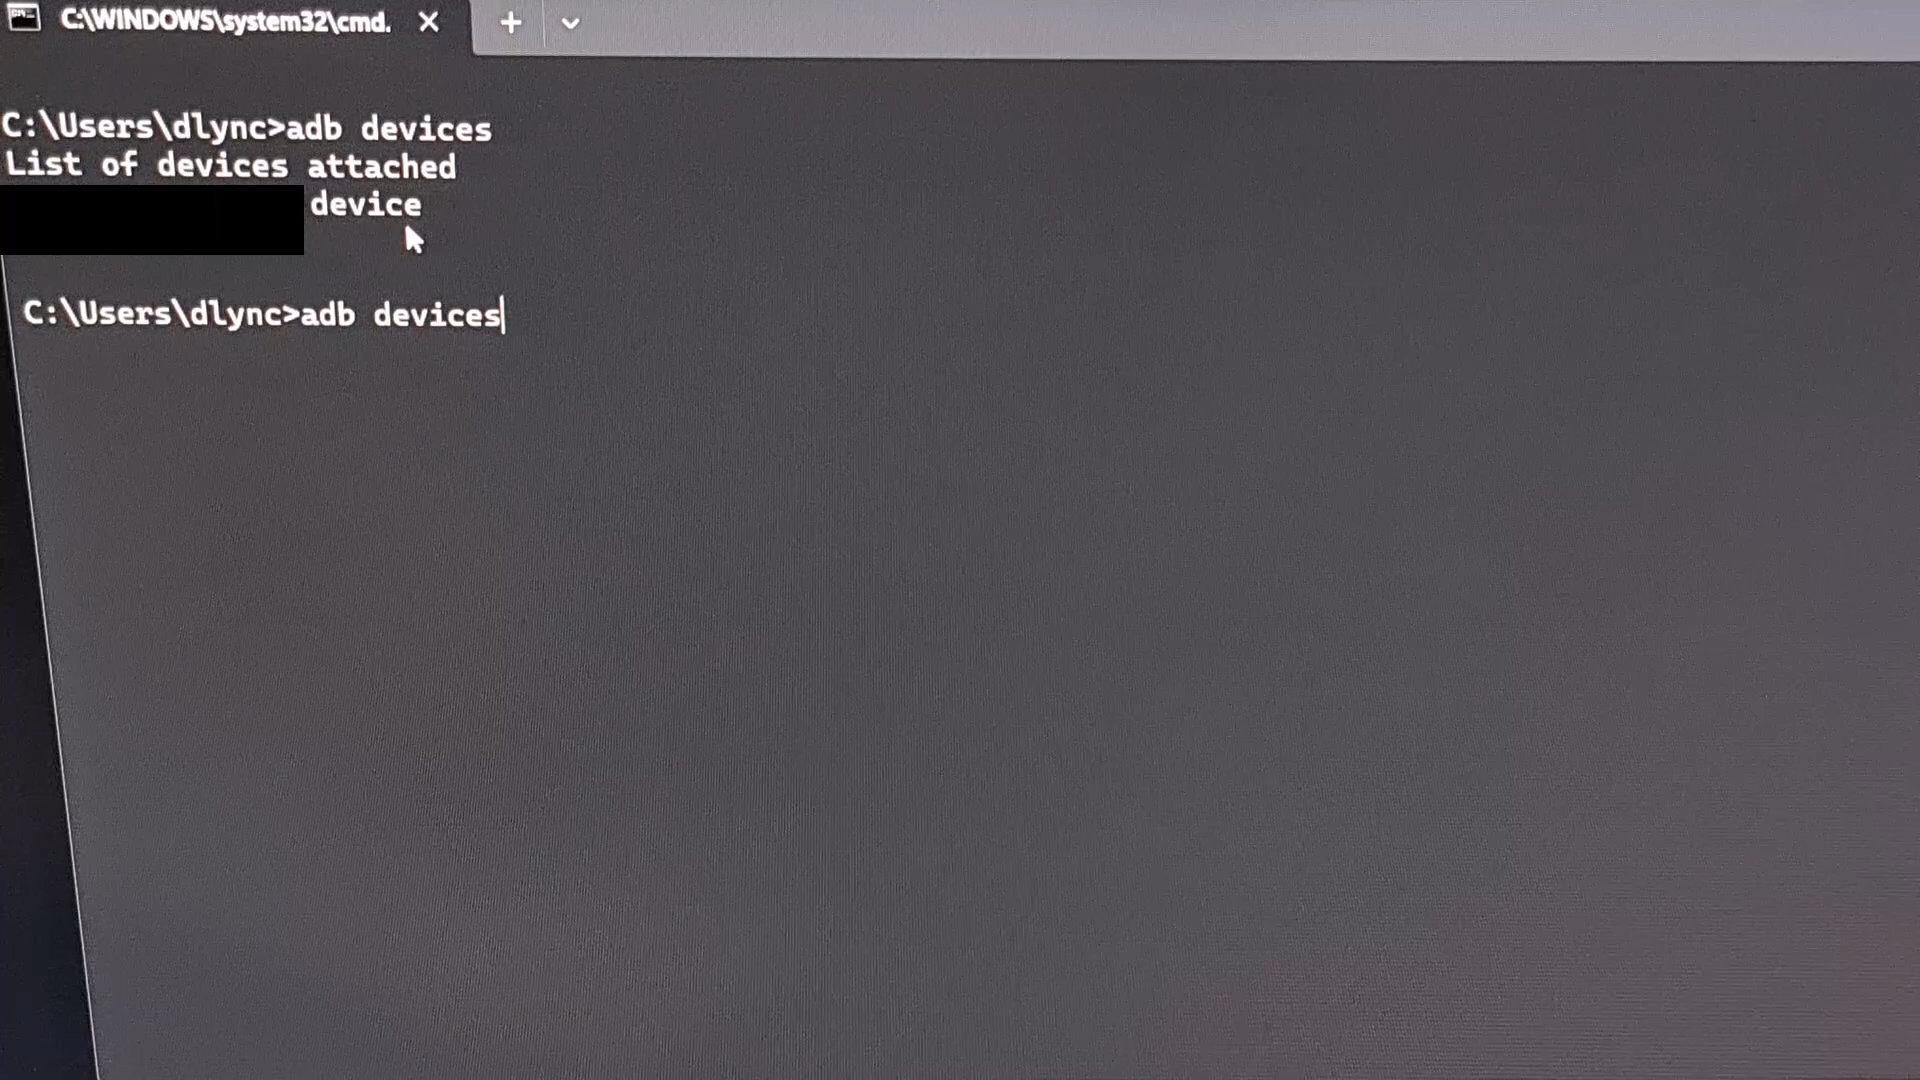 C:\WINDOWS\system32\cmd.
C:\Users\dlync>adb devices
List of devices attached
device
C:\Users\dlync>adb devices